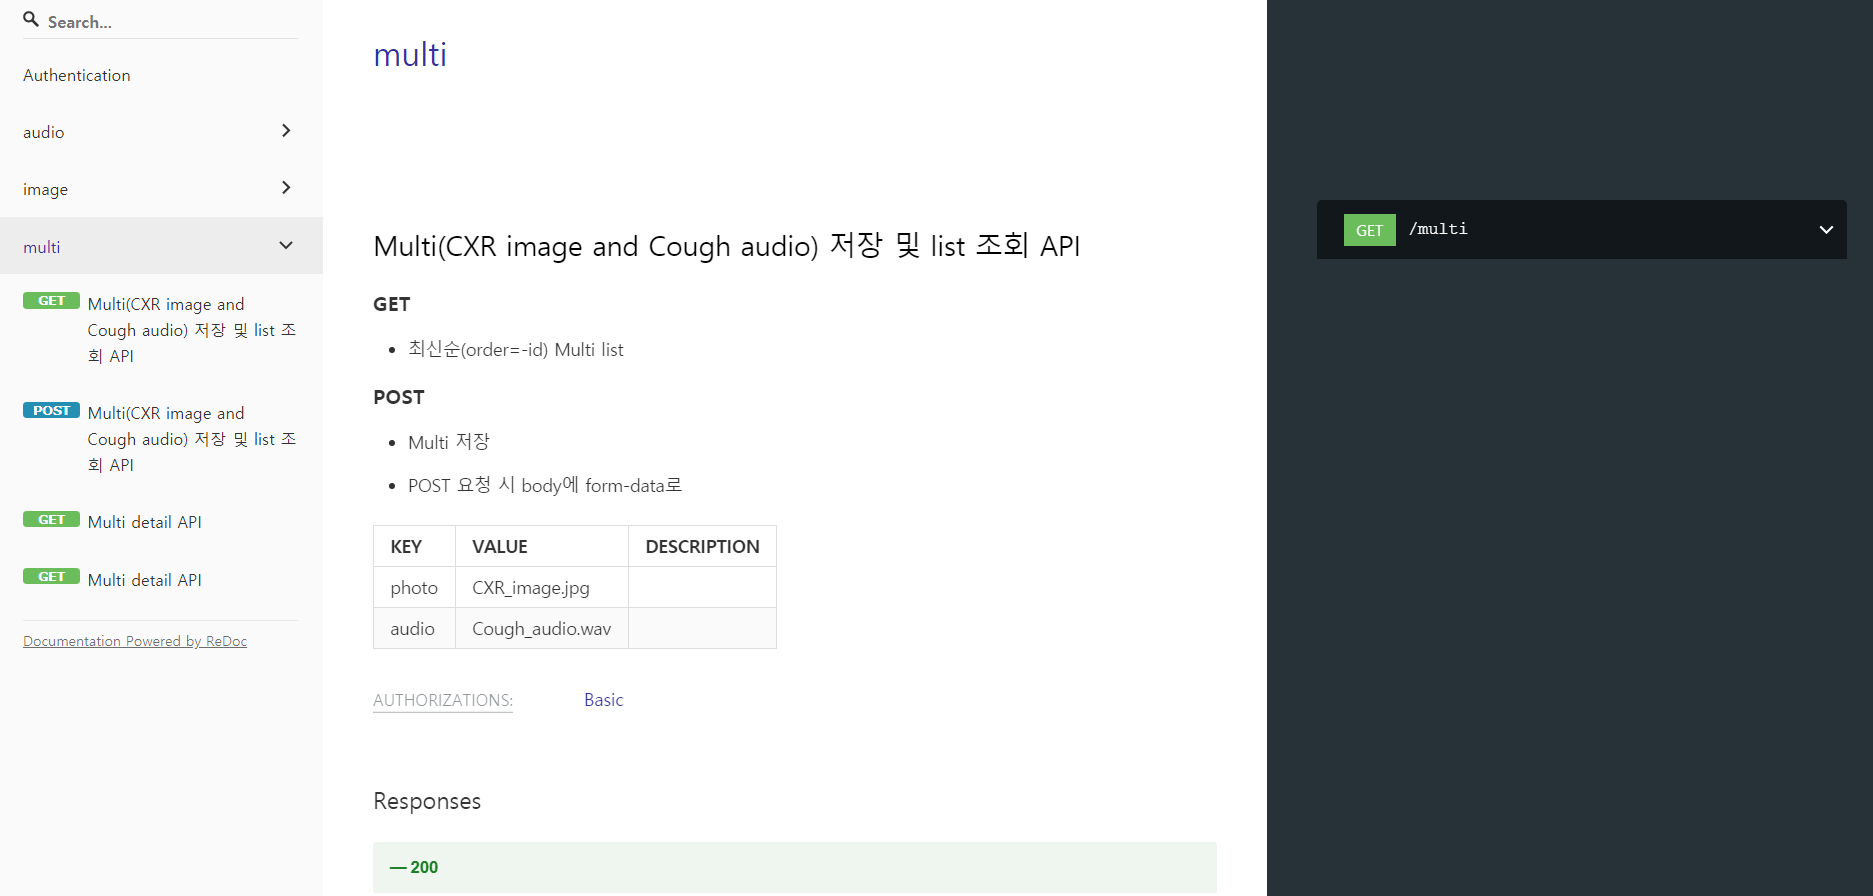 Search...
Authentication
audio
image
multi
GET Multi(CXR image and
Cough audio) 저장 및 list 조
회 API
POST Multi(CXR image and
Cough audio) 저장 및 list 조
회 API
GET Multi detail API
GET Multi detail API
Documentation Powered by ReDoc
multi
Multi(CXR image and Cough audio) 저장 및 list 조회 API
GET
• 최신순(order=-id) Multi list
POST
• Multi 저장
• POST 요청 시 body에 form-data로
KEY VALUE DESCRIPTION
photo CXR_image.jpg
audio Cough_audio.wav
AUTHORIZATIONS: Basic
Responses
— 200
GET /multi